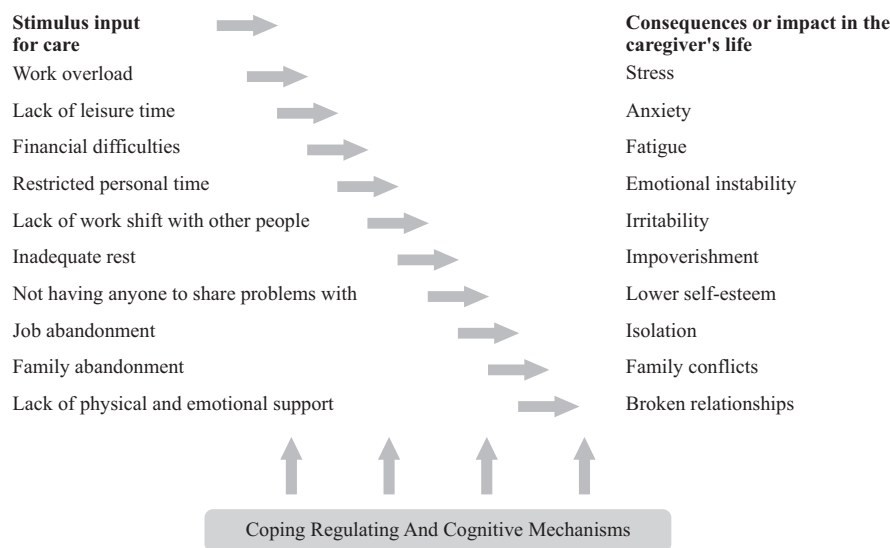 Stimulus input
for care
Consequences or impact in the
caregiver's life
Work overload
Stress
Lack of leisure time
Anxiety
Financial difficulties
Fatigue
Restricted personal time
Emotional instability
Lack of work shift with other people
Irritability
Inadequate rest
Impoverishment
Not having anyone to share problems with
Lower self-esteem
Job abandonment
Isolation
Family abandonment
Family conflicts
Lack of physical and emotional support
Broken relationships
Coping Regulating And Cognitive Mechanisms